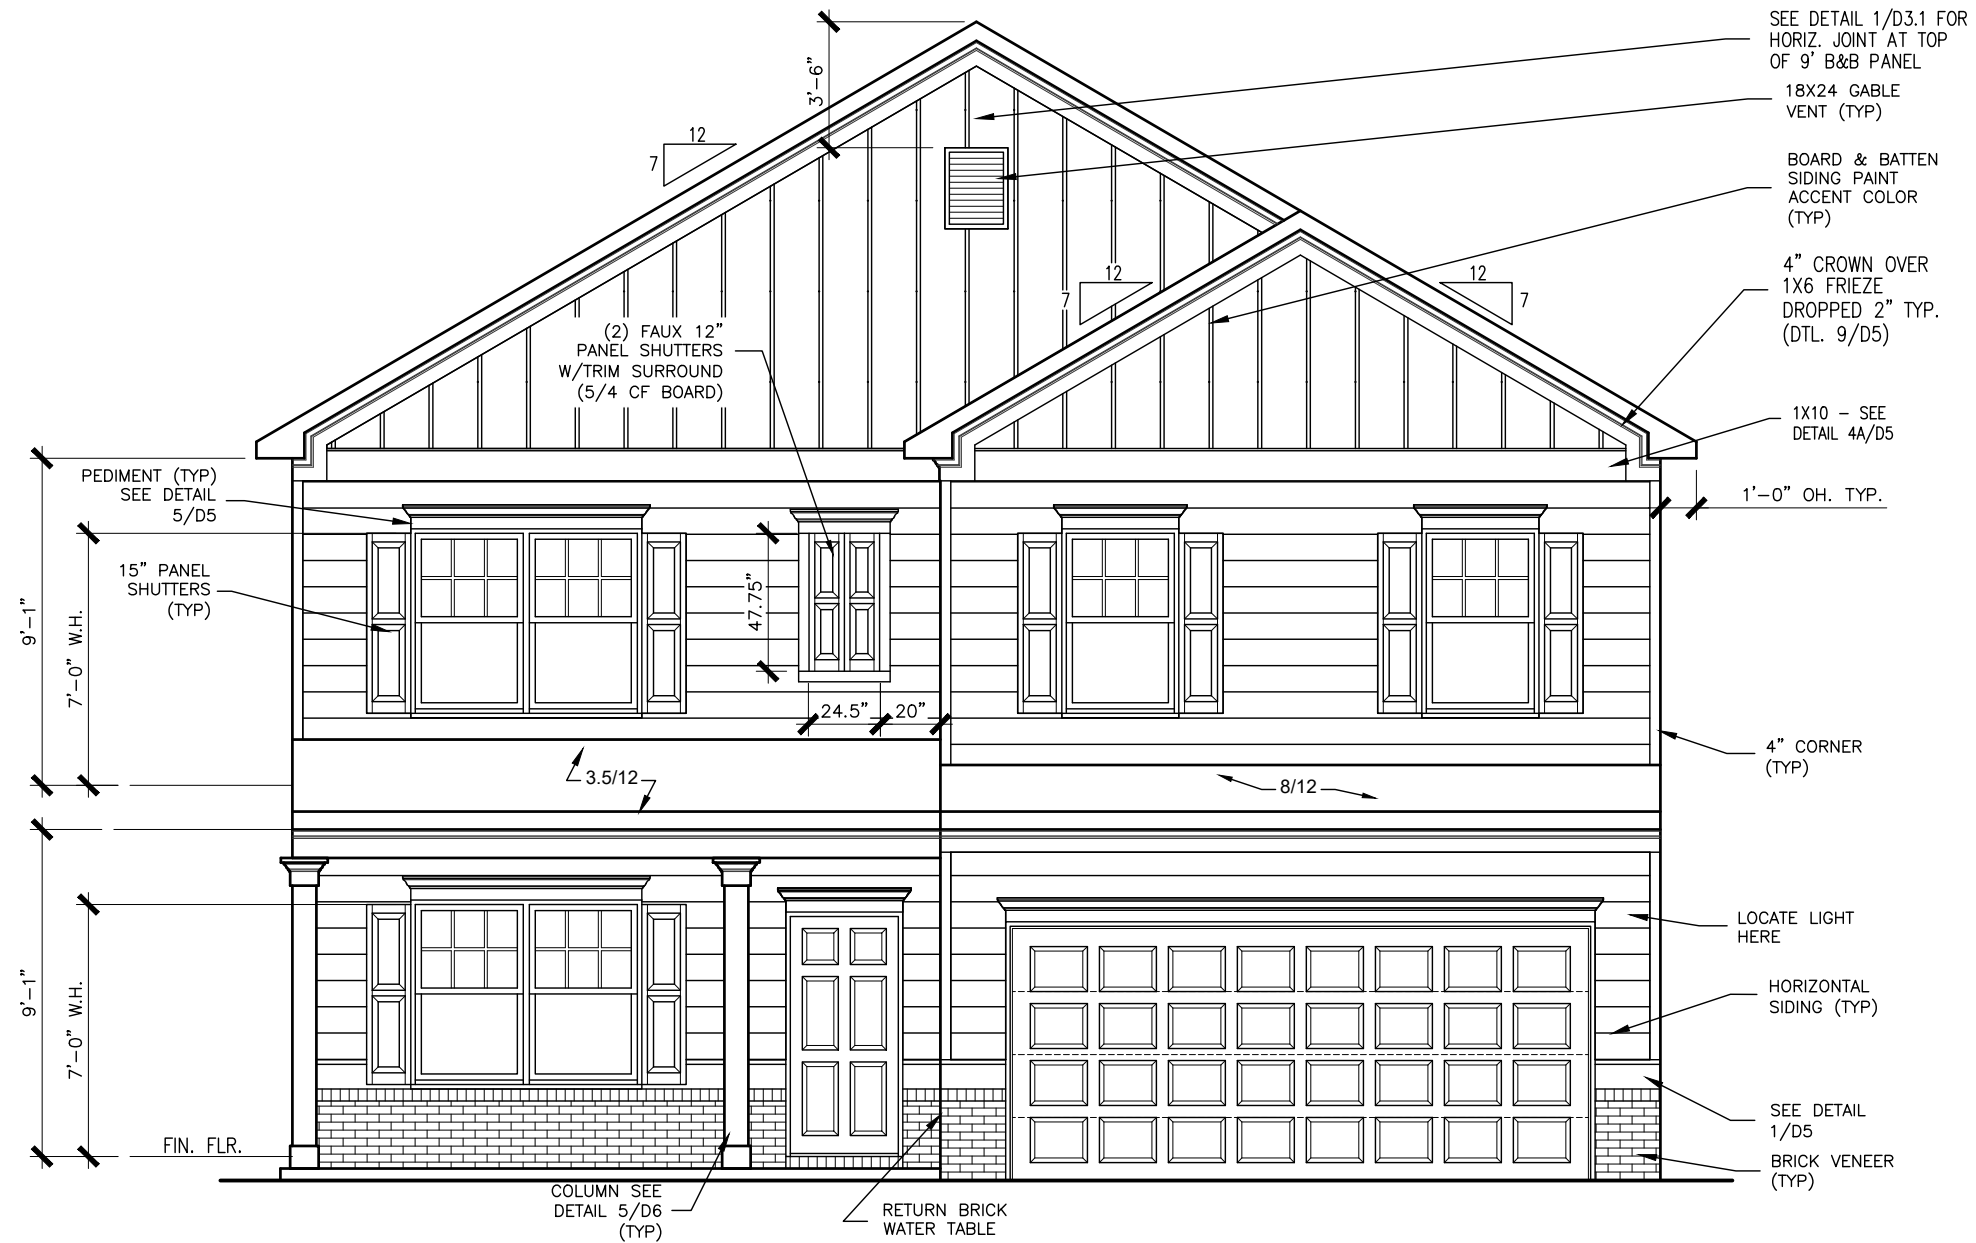 SEE DETAIL 1/D3.1 FOR
HORIZ. JOINT AT TOP
OF 9' B&B PANEL
3'-6"
18X24 GABLE
VENT (TYP)
12
7
BOARD & BATTEN
SIDING PAINT
ACCENT COLOR
(TYP)
12
7
12
7
4" CROWN OVER
1X6 FRIEZE
DROPPED 2" TYP.
(DTL. 9/D5)
(2) FAUX 12"
PANEL SHUTTERS
W/TRIM SURROUND
(5/4 CF BOARD)
1X10 - SEE
DETAIL 4A/D5
PEDIMENT (TYP)
SEE DETAIL
5/D5
1'-0" OH. TYP.
15" PANEL
SHUTTERS
(TYP)
9'-1"
7'-0" W.H.
47.75"
24.5"
20"
4" CORNER
(TYP)
3.5/12
8/12
LOCATE LIGHT
HERE
9'-1"
7'-0" W.H.
HORIZONTAL
SIDING (TYP)
SEE DETAIL
1/D5
FIN. FLR.
BRICK VENEER
(TYP)
COLUMN SEE
DETAIL 5/D6
(TYP)
RETURN BRICK
WATER TABLE